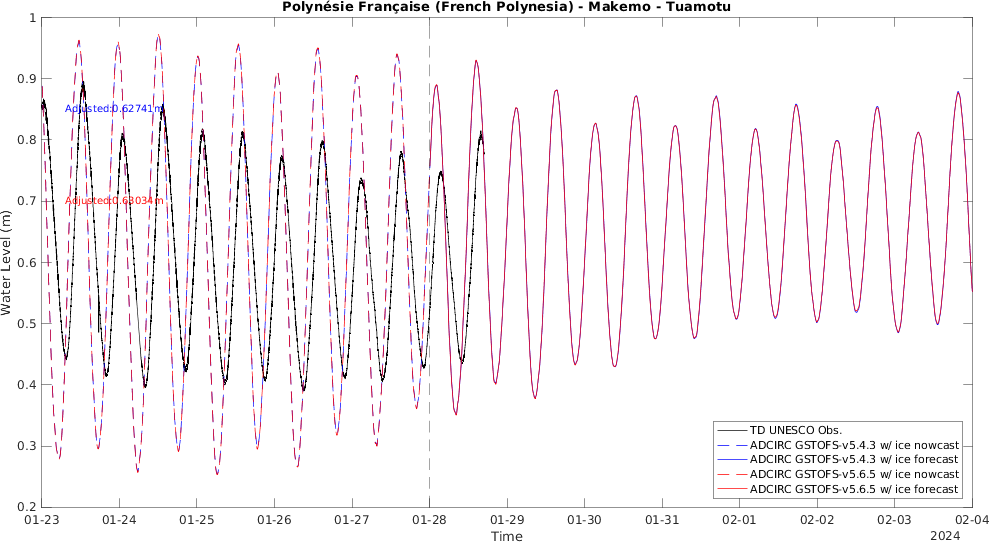 Polynésie Française (French Polynesia) - Makemo - Tuamotu
1
0.9
0.8
0.7
0.6
0.5
0.4
0.3
0.2
Water Level (m)
Adjusted:0.62741m
Adjusted:0.63034m
TD UNESCO Obs.
ADCIRC GSTOFS-v5.4.3 w/ ice nowcast
ADCIRC GSTOFS-v5.4.3 w/ ice forecast
ADCIRC GSTOFS-v5.6.5 w/ ice nowcast
ADCIRC GSTOFS-v5.6.5 w/ ice forecast
01-23 01-24 01-25 01-26 01-27 01-28 01-29 01-30 01-31 02-01 02-02 02-03 02-04
Time
2024